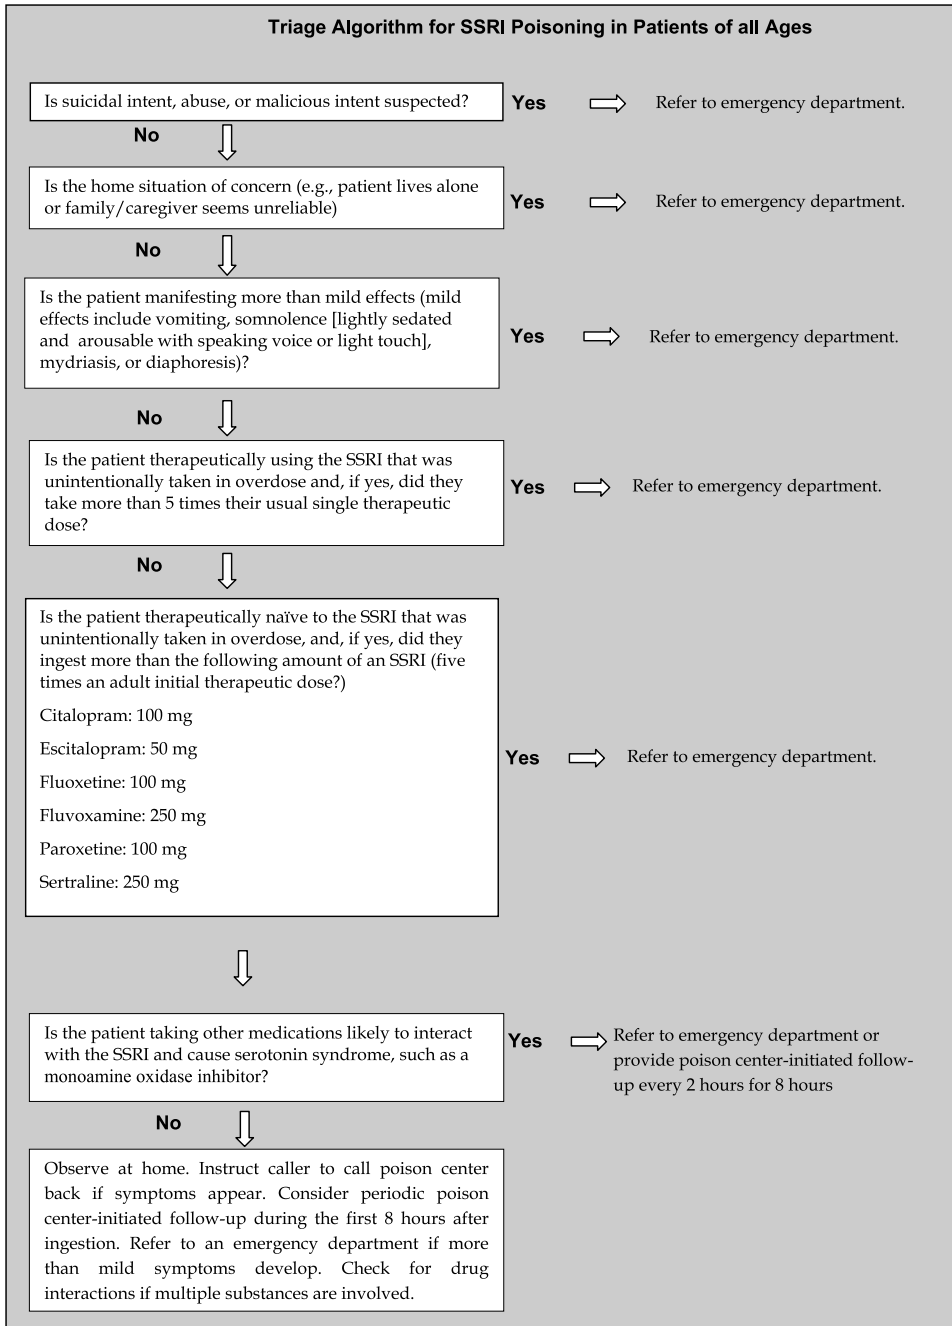 Triage Algorithm for SSRI Poisoning in Patients of all Ages
Is suicidal intent, abuse, or malicious intent suspected?
Yes
Refer to emergency department.
No
Is the home situation of concern (e.g., patient lives alone
or family/caregiver seems unreliable)
Yes
Refer to emergency department.
No
Is the patient manifesting more than mild effects (mild
effects include vomiting, somnolence [lightly sedated
and arousable with speaking voice or light touch],
mydriasis, or diaphoresis)?
Yes
Refer to emergency department.
No
Is the patient therapeutically using the SSRI that was
unintentionally taken in overdose and, if yes, did they
take more than 5 times their usual single therapeutic
dose?
Yes
Refer to emergency department.
No
Is the patient therapeutically naïve to the SSRI that was
unintentionally taken in overdose, and, if yes, did they
ingest more than the following amount of an SSRI (five
times an adult initial therapeutic dose?)
Citalopram: 100 mg
Escitalopram: 50 mg
Fluoxetine: 100 mg
Fluvoxamine: 250 mg
Paroxetine: 100 mg
Sertraline: 250 mg
Yes
Refer to emergency department.
Is the patient taking other medications likely to interact
with the SSRI and cause serotonin syndrome, such as a
monoamine oxidase inhibitor?
Yes
Refer to emergency department or
provide poison center-initiated follow-
up every 2 hours for 8 hours
No
Observe at home. Instruct caller to call poison center
back if symptoms appear. Consider periodic poison
center-initiated follow-up during the first 8 hours after
ingestion. Refer to an emergency department if more
than mild symptoms develop. Check for drug
interactions if multiple substances are involved.